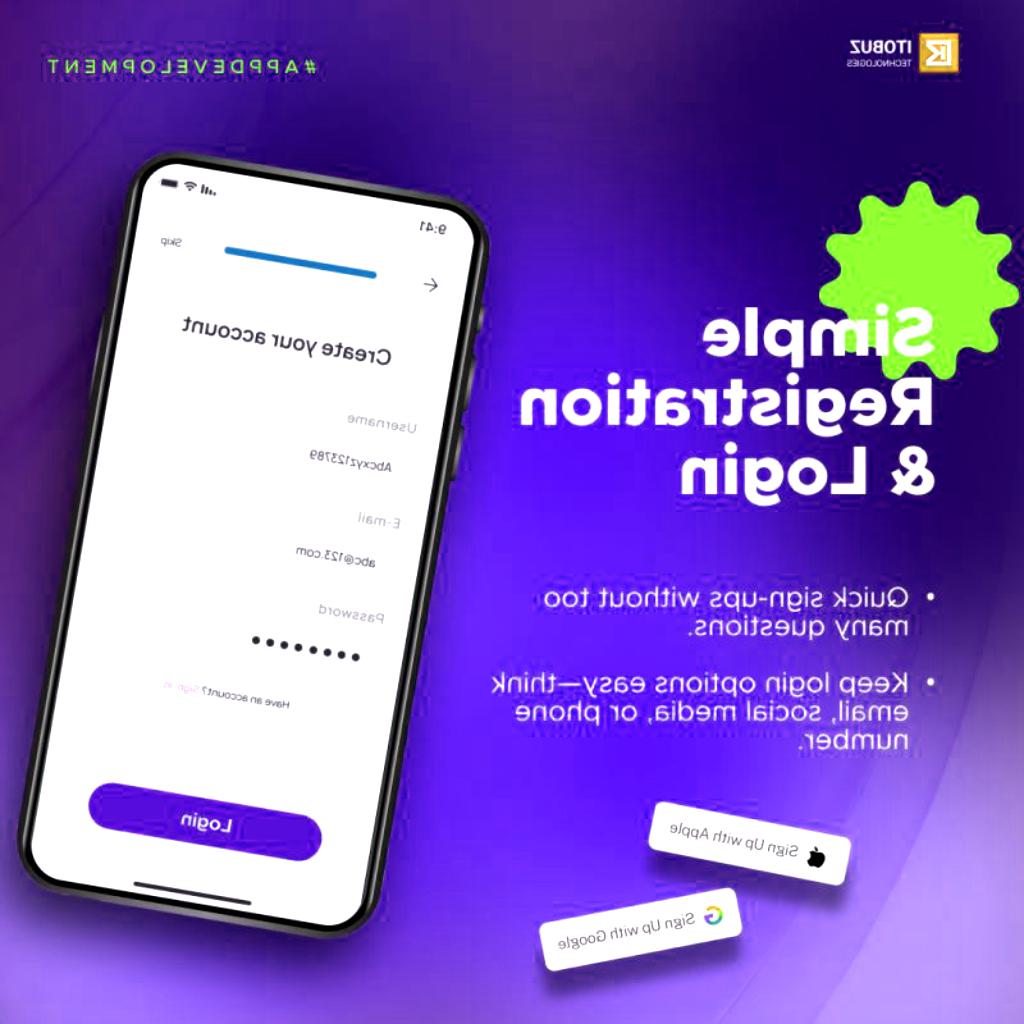 ITOBUZ
TECHNOLOGIES
#APPDEVELOPMENT
Simple
Registration
& Login
• Quick sign-ups without too
many questions.
• Keep login options easy—think
email, social media, or phone
number.
Sign Up with Apple
Sign Up with Google
9:41
Skip
Create your account
Username
Abcxyz123789
E-mail
abc@123.com
Password
Have an account? Sign in
Login